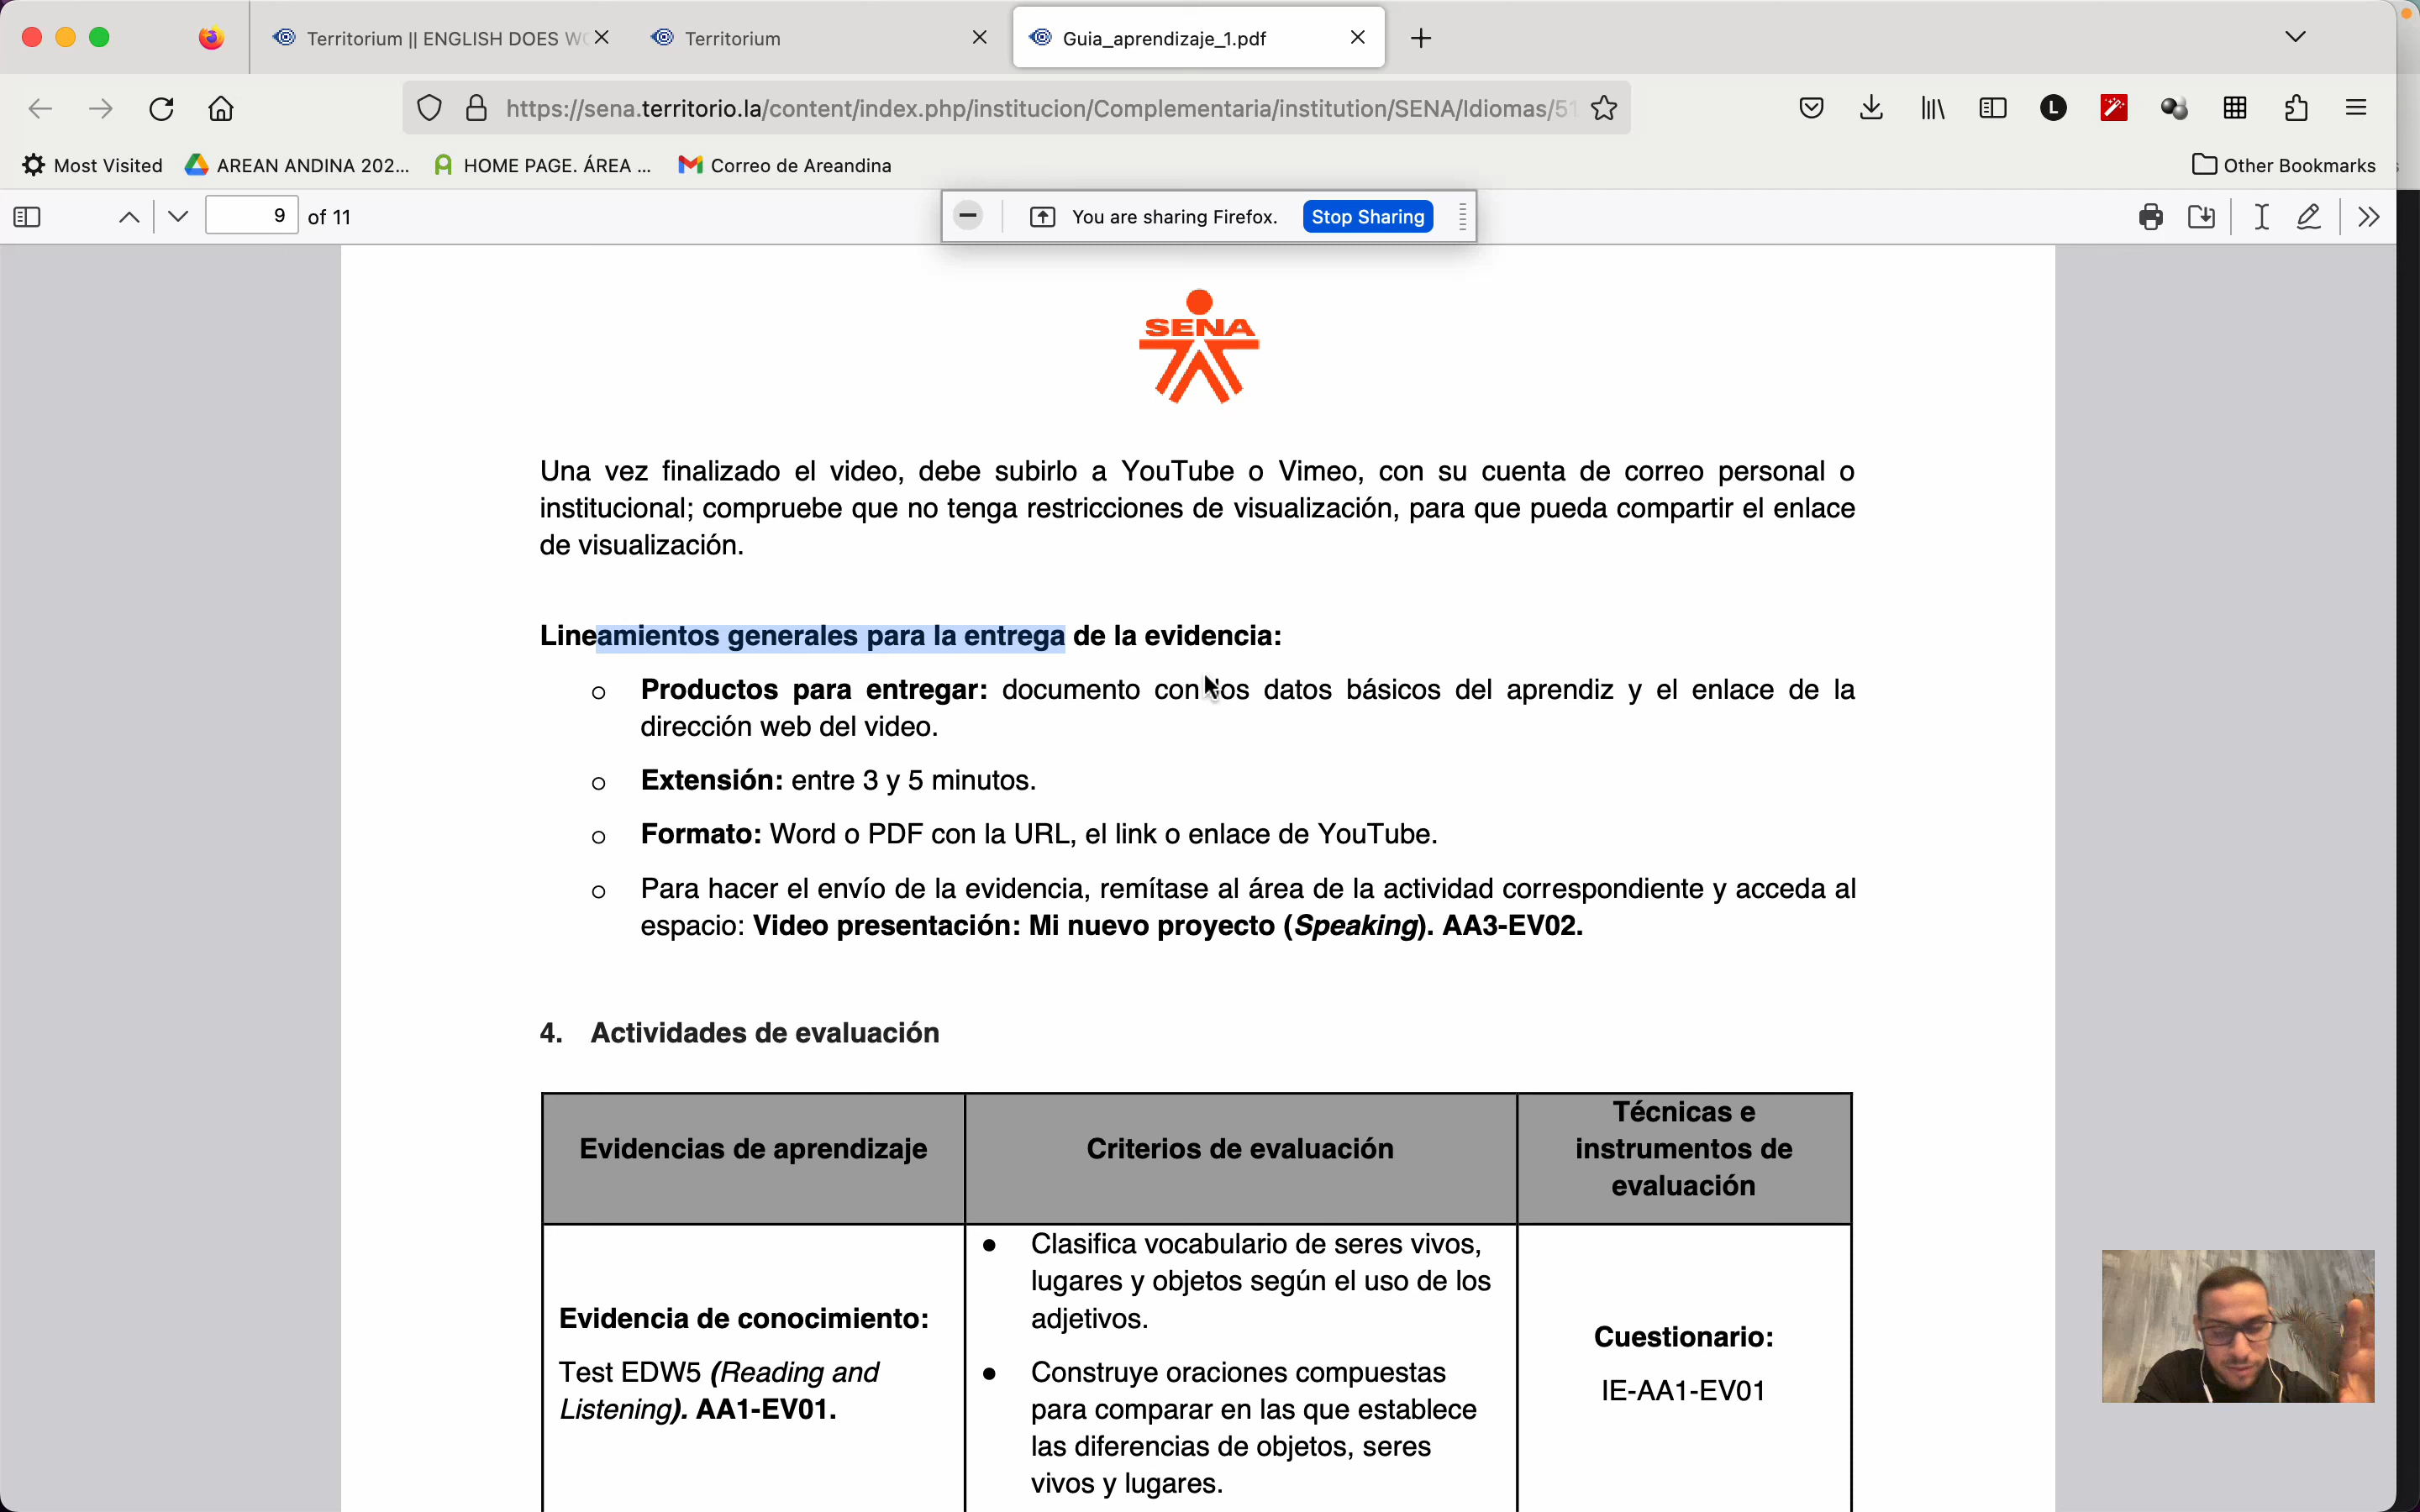 Territorium || ENGLISH DOES WO
Territorium
Guia_aprendizaje_1.pdf
https://sena.territorio.la/content/index.php/institucion/Complementaria/institution/SENA/Idiomas/51
L
Most Visited
AREAN ANDINA 202...
HOME PAGE. ÁREA ...
Correo de Areandina
Other Bookmarks
9 of 11
You are sharing Firefox.
Stop Sharing
SENA
Una vez finalizado el video, debe subirlo a YouTube o Vimeo, con su cuenta de correo personal o
institucional; compruebe que no tenga restricciones de visualización, para que pueda compartir el enlace
de visualización.
Lineamientos generales para la entrega de la evidencia:
Productos para entregar: documento con los datos básicos del aprendiz y el enlace de la
dirección web del video.
Extensión: entre 3 y 5 minutos.
Formato: Word o PDF con la URL, el link o enlace de YouTube.
Para hacer el envío de la evidencia, remítase al área de la actividad correspondiente y acceda al
espacio: Video presentación: Mi nuevo proyecto (Speaking). AA3-EV02.
4. Actividades de evaluación
Evidencias de aprendizaje
Criterios de evaluación
Técnicas e
instrumentos de
evaluación
Evidencia de conocimiento:
Test EDW5 (Reading and
Listening). AA1-EV01.
Clasifica vocabulario de seres vivos,
lugares y objetos según el uso de los
adjetivos.
Construye oraciones compuestas
para comparar en las que establece
las diferencias de objetos, seres
vivos y lugares.
Cuestionario:
IE-AA1-EV01